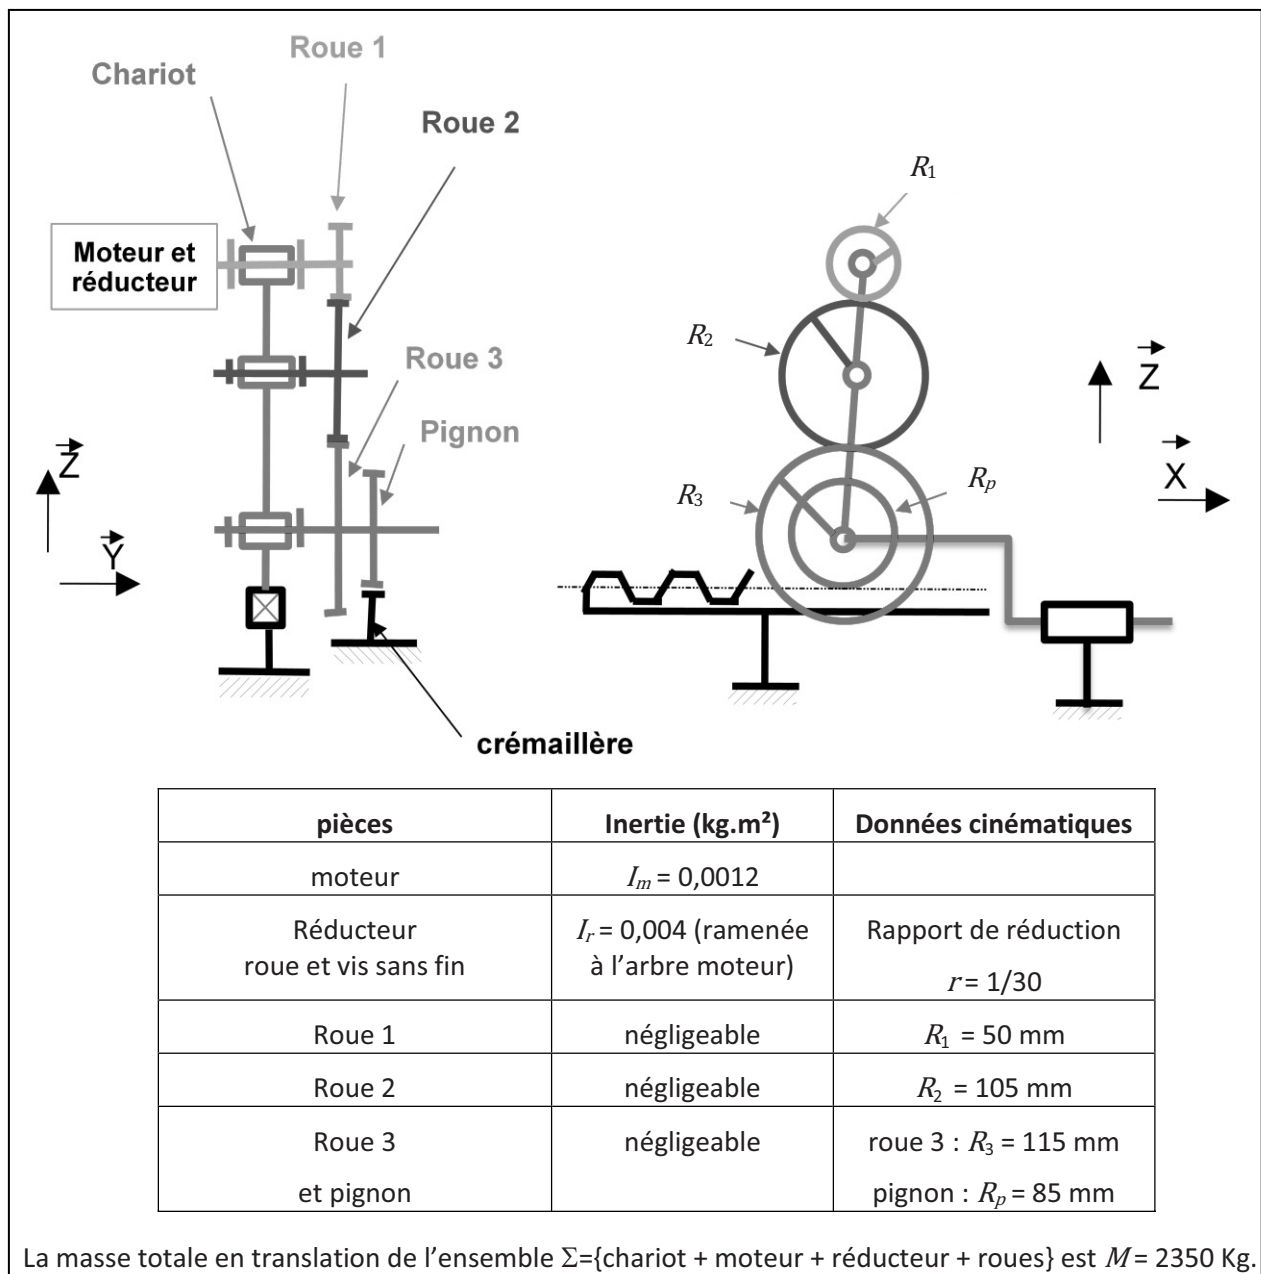 Roue 1
Chariot
Roue 2
R1
Moteur et
réducteur
R2
Roue 3
Z
Pignon
Z
X
R3
Rp
Y
crémaillère
pièces Inertie (kg.m²) Données cinématiques
moteur Im = 0,0012
Réducteur
roue et vis sans fin
Ir = 0,004 (ramenée
à l’arbre moteur)
Rapport de réduction
r = 1/30
Roue 1 négligeable R1 = 50 mm
Roue 2 négligeable R2 = 105 mm
Roue 3
et pignon
négligeable
roue 3 : R3 = 115 mm
pignon : Rp = 85 mm
La masse totale en translation de l’ensemble Σ={chariot + moteur + réducteur + roues} est M = 2350 Kg.